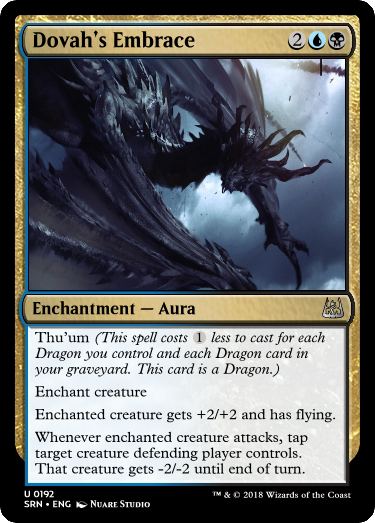 Dovah's Embrace 2
Enchantment — Aura
Thu'um (This spell costs 1 less to cast for each
Dragon you control and each Dragon card in
your graveyard. This card is a Dragon.)
Enchant creature
Enchanted creature gets +2/+2 and has flying.
Whenever enchanted creature attacks, tap
target creature defending player controls.
That creature gets -2/-2 until end of turn.
U 0192
SRN • ENG Nuare Studio
™ & © 2018 Wizards of the Coast